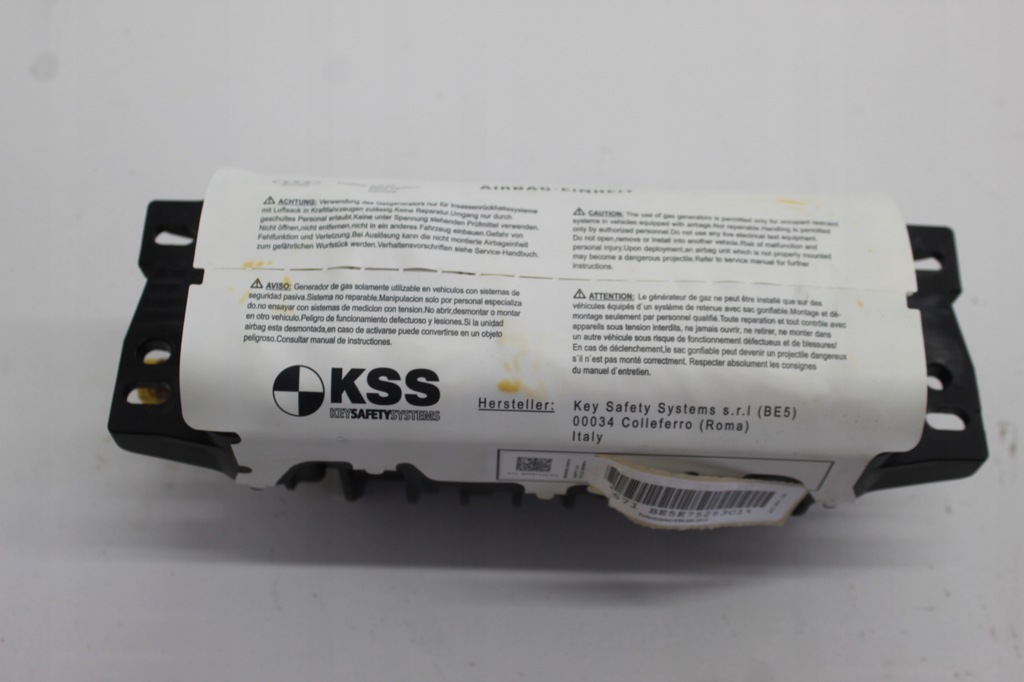 AIRBAG-EINHEIT
ACHTUNG: Verwendung des Gasgenerators nur für Insassenrückhaltesysteme
mit Luftsack in Kraftfahrzeugen zulässig.Keine Reparatur.Umgang nur durch
geschultes Personal erlaubt.Keine unter Spannung stehenden Prüfmittel verwenden.
Nicht öffnen,nicht entfernen,nicht in ein anderes Fahrzeug einbauen.Gefahr von
Fehlfunktion und Verletzung.Bei Auslösung kann die nicht montierte Airbageinheit
zum gefährlichen Wurfstück werden.Verhaltensvorschriften siehe Service-Handbuch.
CAUTION: The use of gas generators is permitted only for occupant restraint
systems in vehicles equipped with airbags.Not repairable.Handling is permitted
only by authorized personnel.Do not use any live electrical test equipment.
Do not open,remove or install into another vehicle.Risk of malfunction and
personal injury.Upon deployment,an airbag unit which is not properly mounted
may become a dangerous projectile.Refer to service manual for further
instructions.
AVISO: Generador de gas solamente utilizable en vehiculos con sistemas de
seguridad pasiva.Sistema no reparable.Manipulacion solo por personal especializa
do.no ensayar con sistemas de medicion con tension.No abrir,desmontar o montar
en otro vehiculo.Peligro de funcionamiento defectuoso y lesiones.Si la unidad
airbag esta desmontada,en caso de activarse puede convertirse en un objeto
peligroso.Consultar manual de instrucciones.
ATTENTION: Le générateur de gaz ne peut être installé que sur des
véhicules équipés d´un système de retenue avec sac gonflable.Montage et dé-
montage seulement par personnel qualifié.Toute reparation et tout contrôle avec
appareils sous tension interdits, ne jamais ouvrir, ne retirer, ne monter dans
un autre véhicule sous risque de fonctionnement défectueux et de blessures!
En cas de déclenchement,le sac gonflable peut devenir un projectile dangereux
s´il n´est pas monté correctment. Respecter absolument les consignes
du manuel d´entretien.
KSS
KEYSAFETYSYSTEMS
Hersteller: Key Safety Systems s.r.l (BE5)
00034 Colleferro (Roma)
Italy